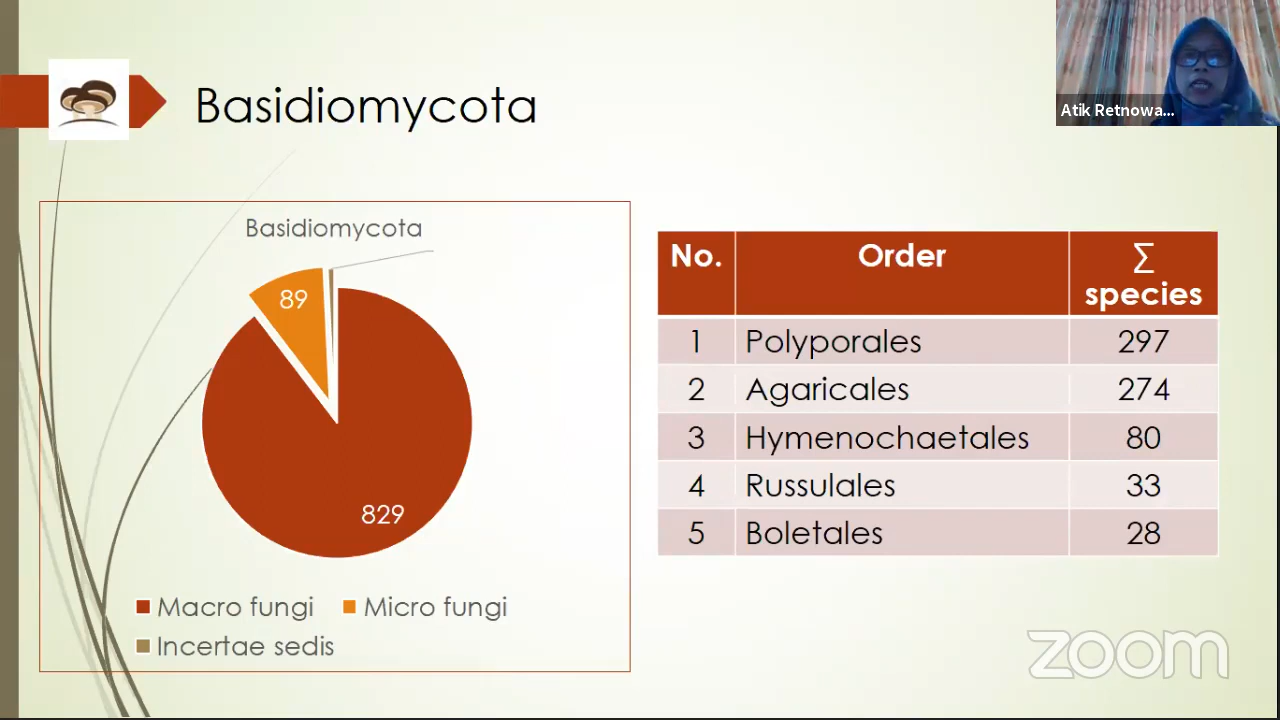 Basidiomycota
Atik Retnowa...
Basidiomycota
89
829
Macro fungi
Micro fungi
Incertae sedis
No. Order ∑ species
1 Polyporales 297
2 Agaricales 274
3 Hymenochaetales 80
4 Russulales 33
5 Boletales 28
zoom